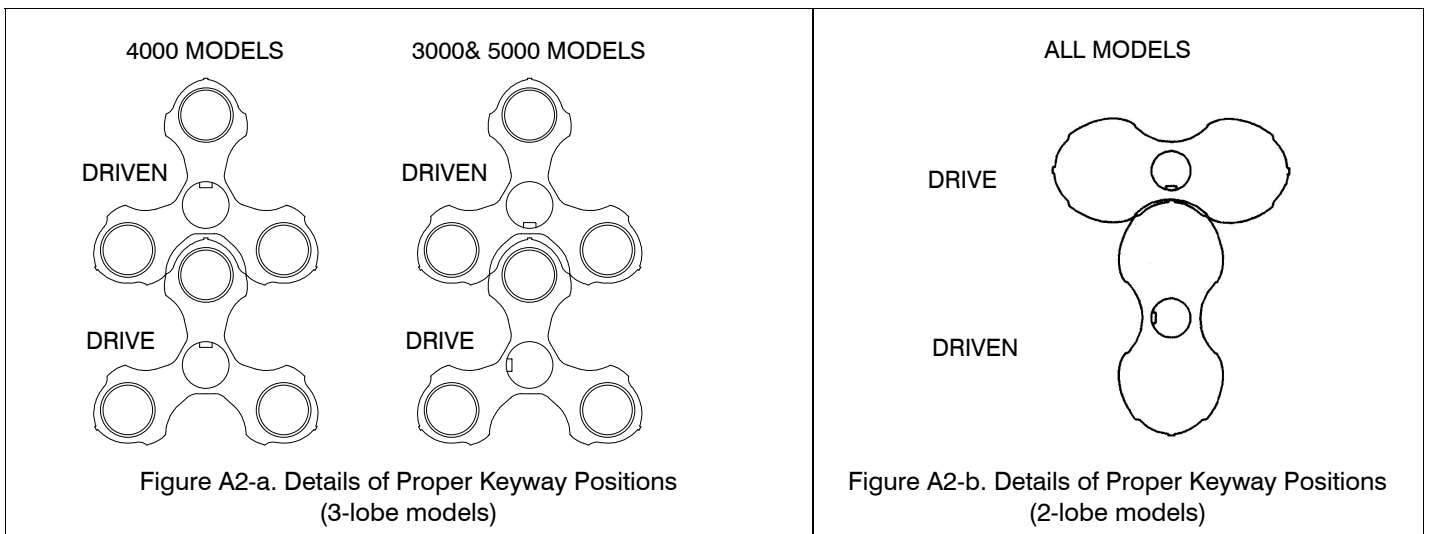 4000 MODELS
3000& 5000 MODELS
DRIVEN
DRIVEN
DRIVE
DRIVE
Figure A2-a. Details of Proper Keyway Positions
(3-lobe models)
ALL MODELS
DRIVE
DRIVEN
Figure A2-b. Details of Proper Keyway Positions
(2-lobe models)